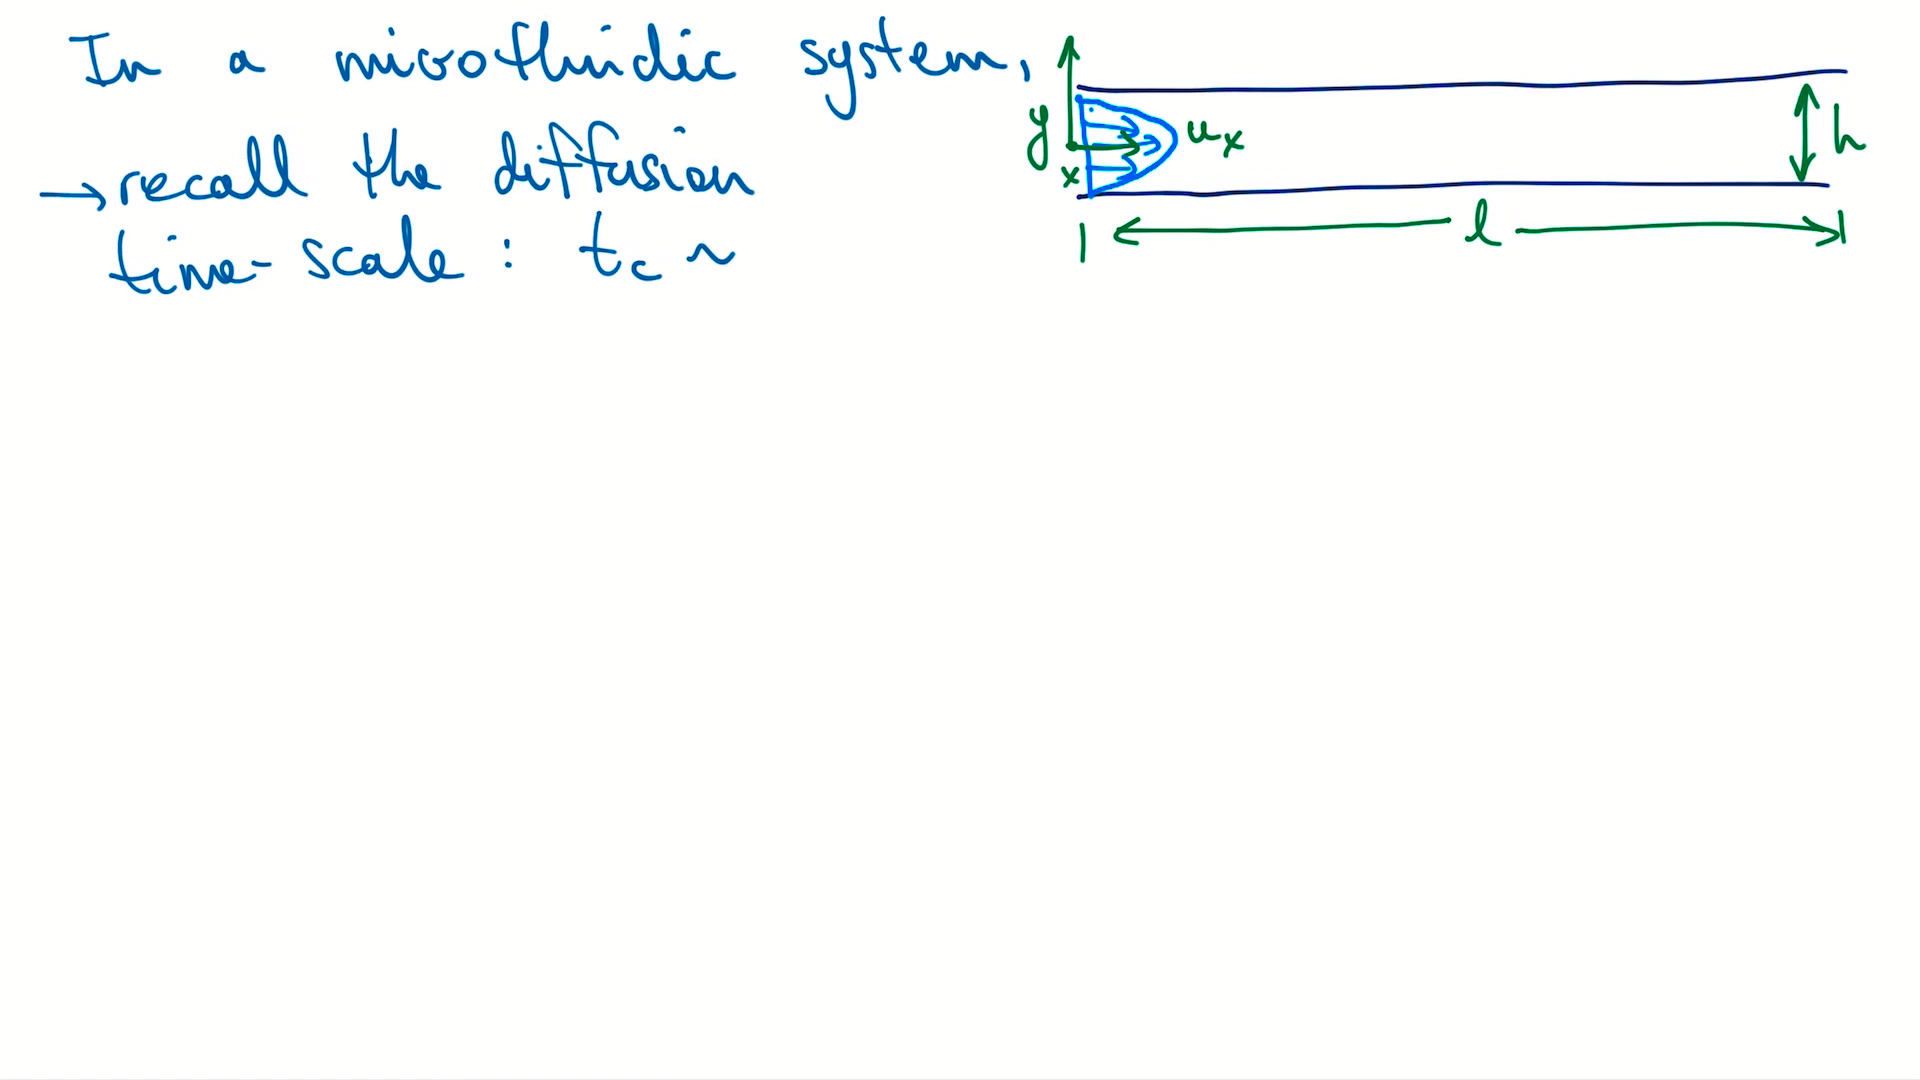 In a microfluidic system,
→ recall the diffusion
time-scale : t_c ~
y
x
u_x
h
l